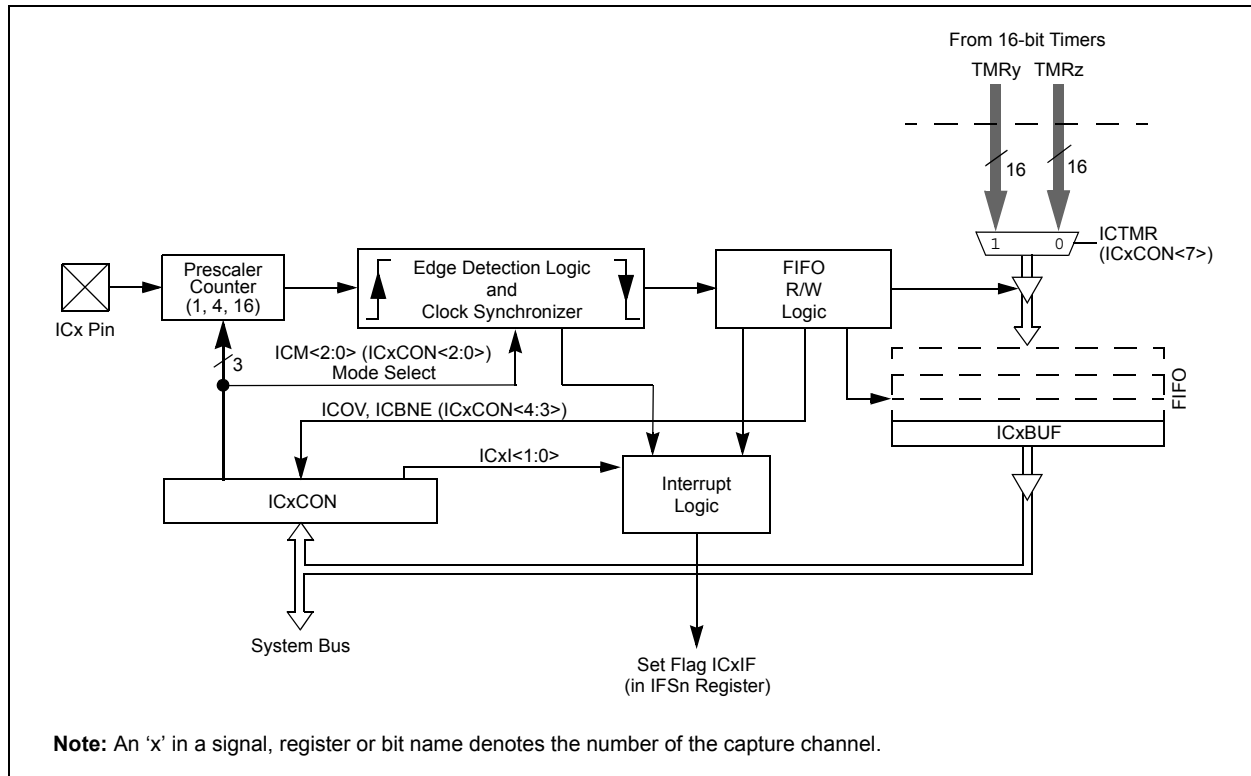 From 16-bit Timers
TMRy TMRz
16 16
1 0
ICTMR
(ICxCON<7>)
Prescaler
Counter
(1, 4, 16)
Edge Detection Logic
and
Clock Synchronizer
FIFO
R/W
Logic
ICx Pin
3
ICM<2:0> (ICxCON<2:0>)
Mode Select
FIFO
ICOV, ICBNE (ICxCON<4:3>)
ICxBUF
ICxI<1:0>
ICxCON
Interrupt
Logic
System Bus
Set Flag ICxIF
(in IFSn Register)
Note: An ‘x’ in a signal, register or bit name denotes the number of the capture channel.